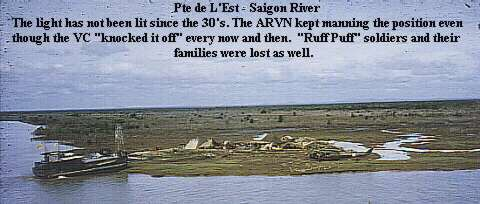 Pte de L'Est - Saigon River
The light has not been lit since the 30's. The ARVN kept manning the position even
though the VC "knocked it off" every now and then.  "Ruff Puff" soldiers and their
families were lost as well.